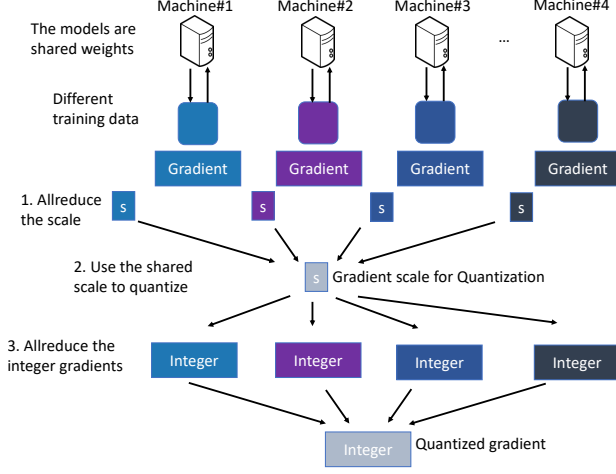 Machine#1 Machine#2 Machine#3 ... Machine#4
The models are
shared weights
Different
training data
Gradient Gradient Gradient Gradient
1. Allreduce
the scale
s s s s
2. Use the shared
scale to quantize
s Gradient scale for Quantization
3. Allreduce the
integer gradients
Integer Integer Integer Integer
Integer Quantized gradient